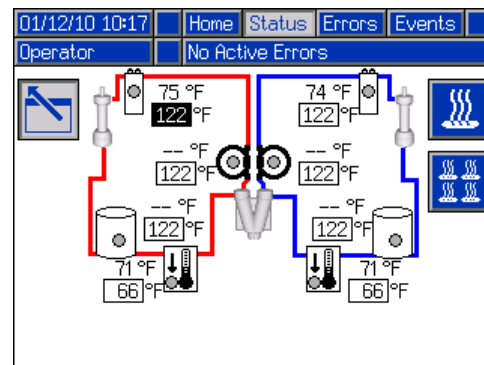 01/12/10 10:17 Home Status Errors Events
Operator No Active Errors
75 °F 74 °F
122 °F 122 °F
-- °F -- °F
122 °F 122 °F
-- °F -- °F
122 °F 122 °F
71 °F 71 °F
66 °F 66 °F